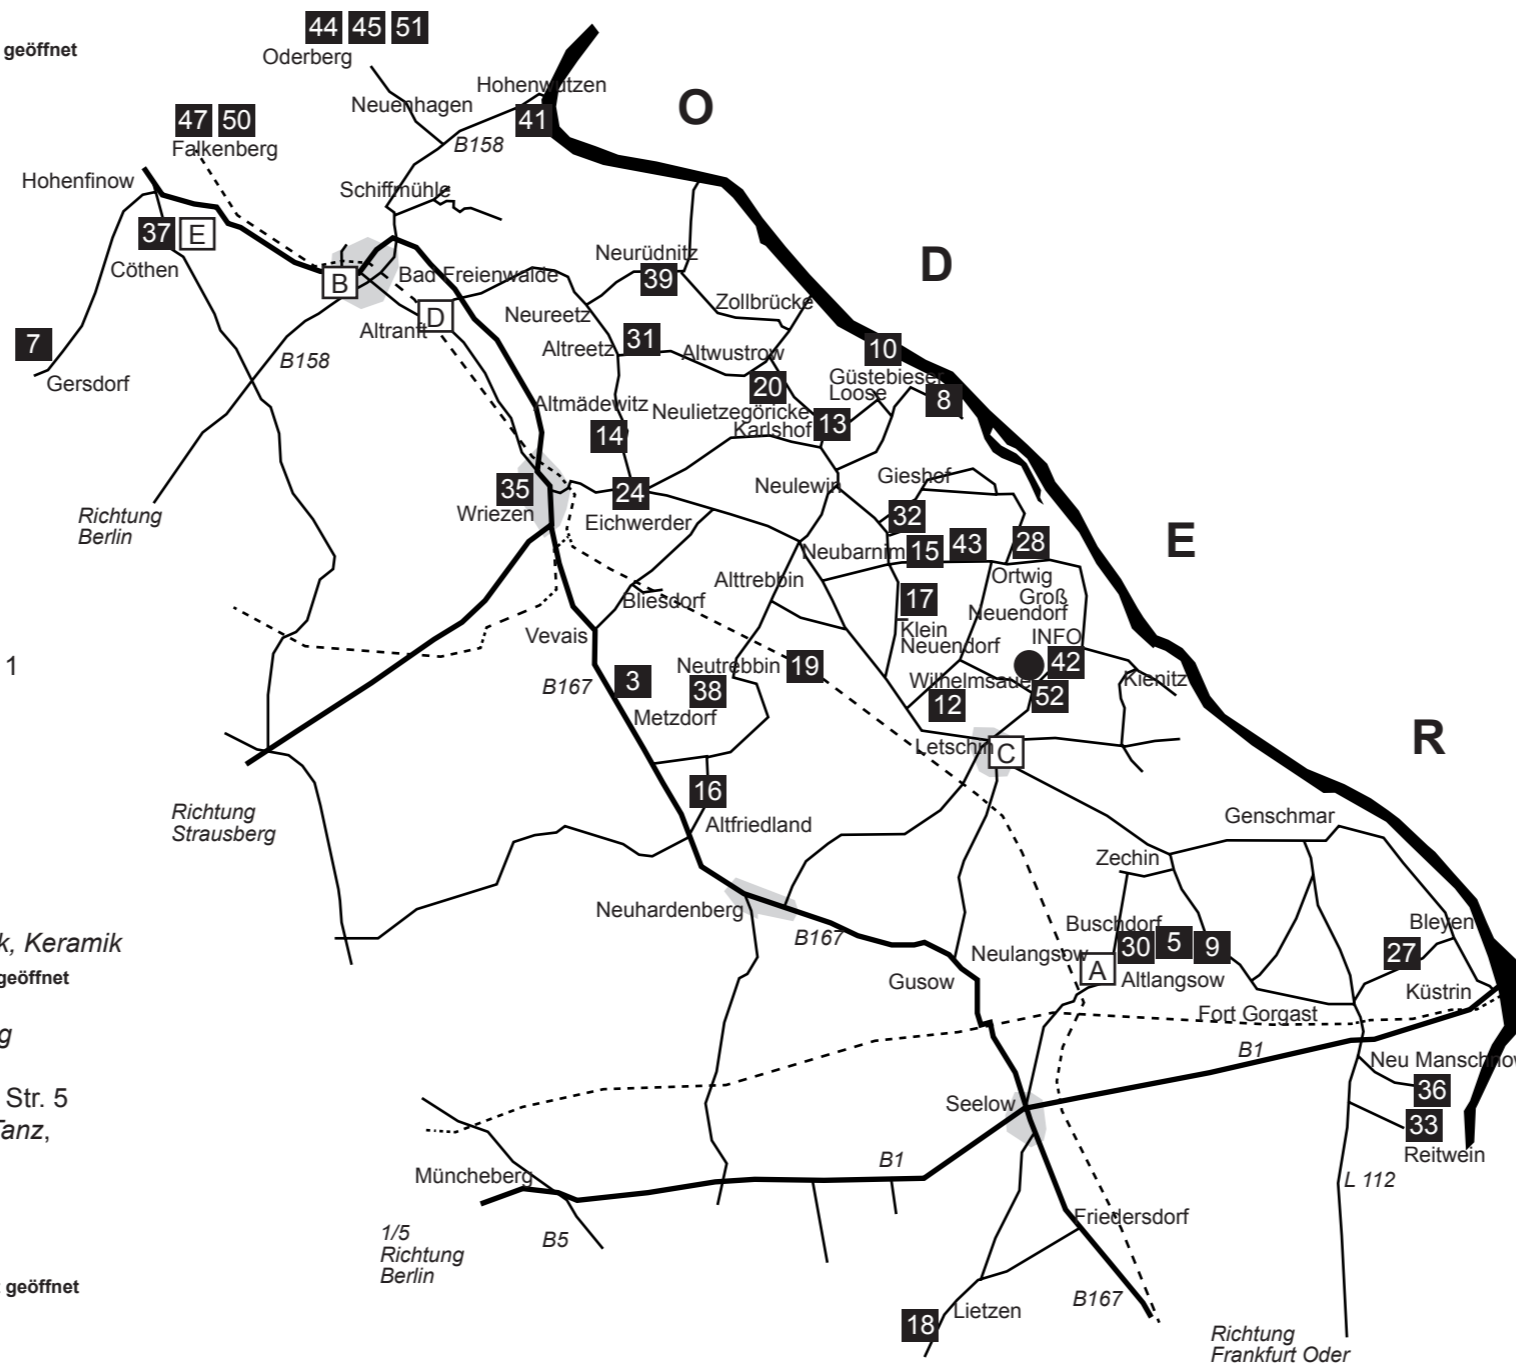 44 45 51
geöffnet
Oderberg
Hohenwutzen
Neuenhagen
O
47 50
41
Falkenberg
B158
Hohenfinow
Schiffmühle
37 E
Cöthen
Neurüdnitz
D
B
Bad Freienwalde
39
Zollbrücke
D
Altranft
Neureetz
7
B158
Altreetz
31
Altwustrow
10
Gersdorf
20
Güstebieser
Loose
8
Altmädewitz
Neulietzegöricke
Karlshof
13
14
Gieshof
35
24
Neulewin
Wriezen
Eichwerder
32
Richtung
Berlin
Neubarnim
15 43 28
E
Alttrebbin
Ortwig
Bliesdorf
17
Groß
Neuendorf
Klein
Neuendorf
Vevais
INFO
1
Neutrebbin
19
42
B167
3
38
Wilhelmsaue
Kienitz
12
52
Metzdorf
Letschin
C
R
16
Richtung
Strausberg
Altfriedland
Genschmar
Zechin
Neuhardenberg
Buschdorf
Bleyen
k, Keramik
B167
Neulangsow
30 5 9
27
geöffnet
Gusow
A
Altlangsow
Küstrin
Fort Gorgast
g
B1
Neu Manschnow
Str. 5
Seelow
36
Tanz,
33
Reitwein
Müncheberg
B1
L 112
1/5
Richtung
Berlin
B5
Friedersdorf
geöffnet
B167
Lietzen
18
Richtung
Frankfurt Oder